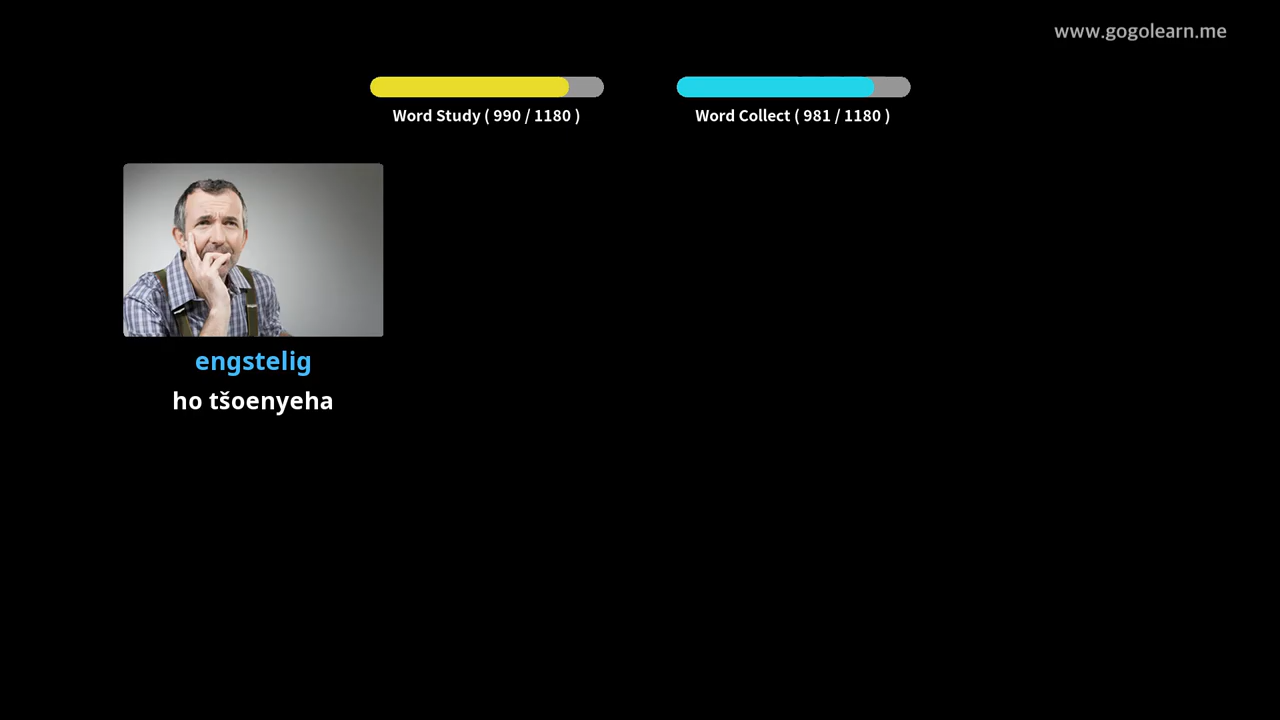 www.gogolearn.me
Word Study ( 990 / 1180 )
Word Collect ( 981 / 1180 )
engstelig
ho tšoenyeha